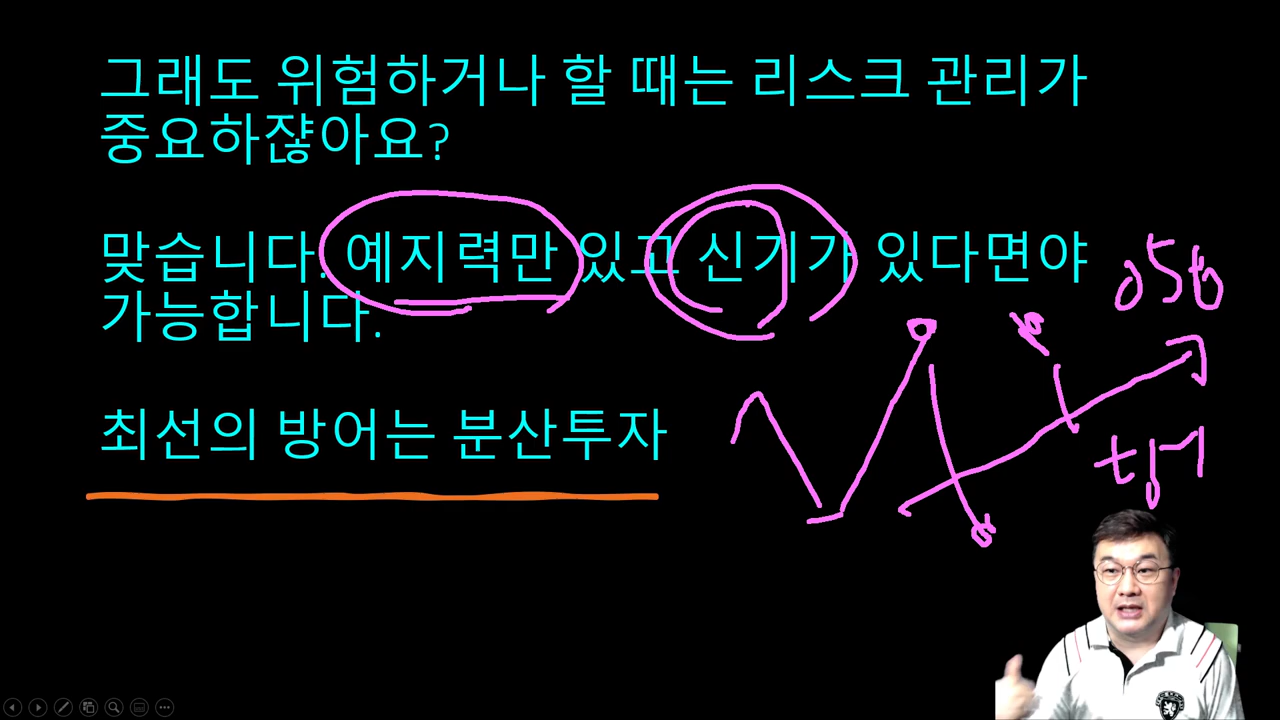 그래도 위험하거나 할 때는 리스크 관리가
중요하쟎아요?
맞습니다. 예지력만 있고 신기가 있다면야
가능합니다.
최선의 방어는 분산투자